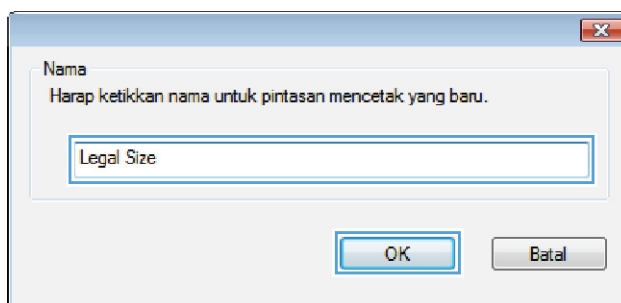 Nama
Harap ketikkan nama untuk pintasan mencetak yang baru.
Legal Size
OK
Batal